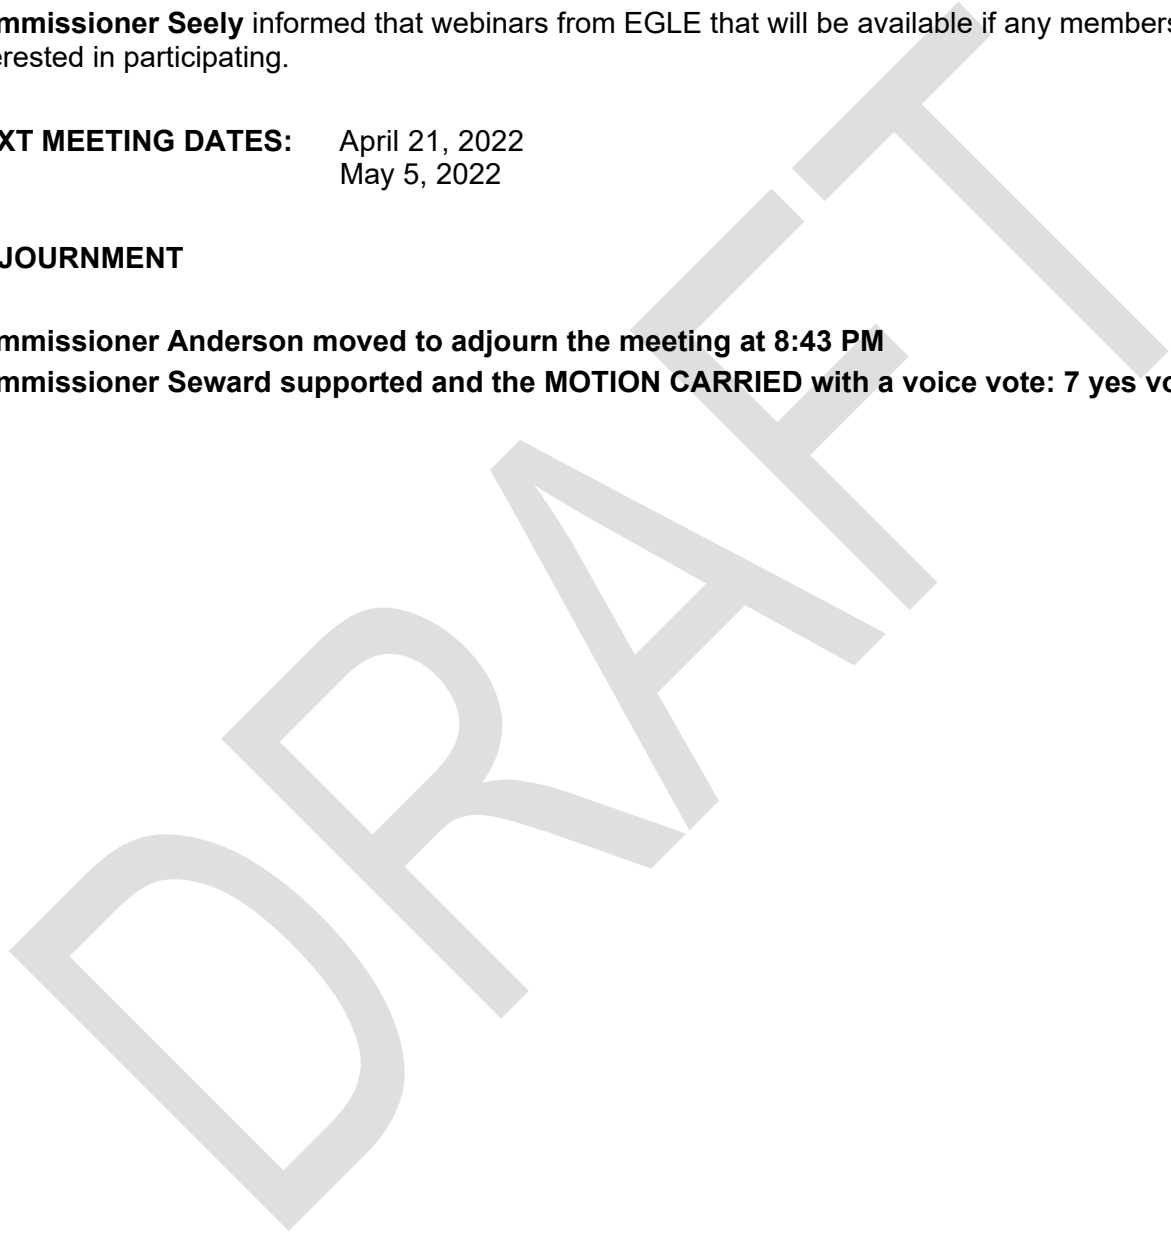 mmissioner Seely informed that webinars from EGLE that will be available if any members
erested in participating.
XT MEETING DATES: April 21, 2022
May 5, 2022
JOURNMENT
mmissioner Anderson moved to adjourn the meeting at 8:43 PM
mmissioner Seward supported and the MOTION CARRIED with a voice vote: 7 yes vo
DRAFT